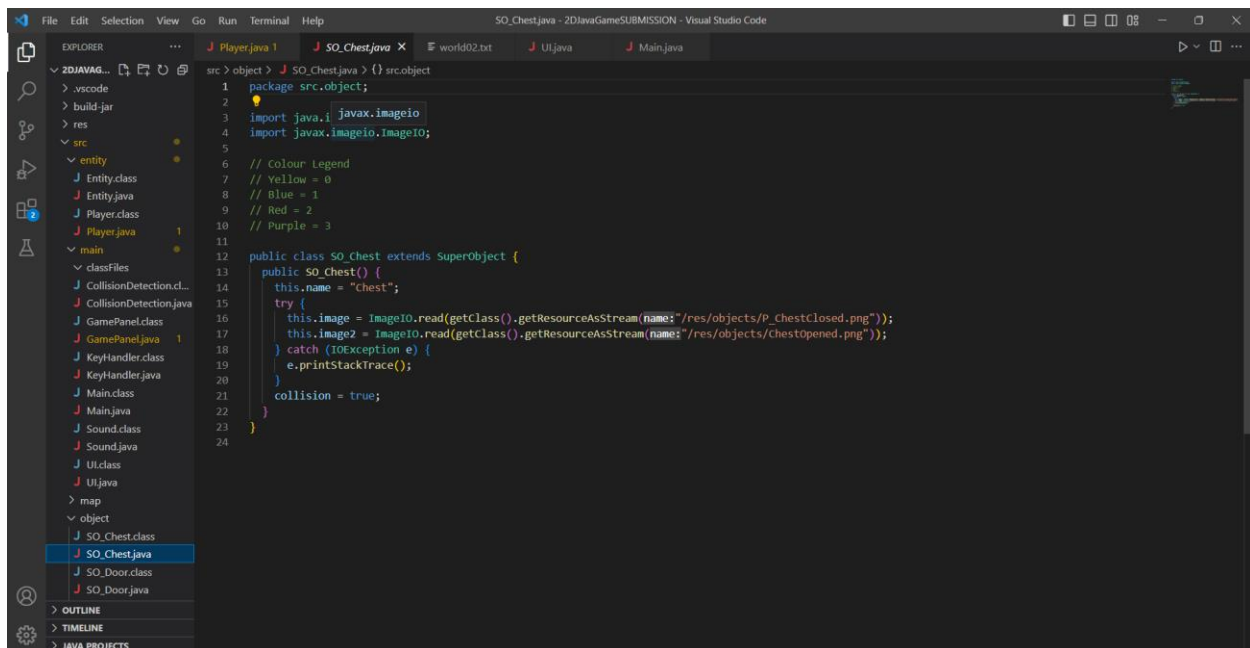 File Edit Selection View Go Run Terminal Help SO_Chest.java - 2DJavaGameSUBMISSION - Visual Studio Code
EXPLORER ...
Player.java 1 SO_Chest.java world02.txt UI.java Main.java
2DJAVAG...
.vscode
build-jar
res
src
entity
J Entity.class
J Entity.java
J Player.class
J Player.java 1
main
classFiles
J CollisionDetection.cl...
J CollisionDetection.java
J GamePanel.class
J GamePanel.java 1
J KeyHandler.class
J KeyHandler.java
J Main.class
J Main.java
J Sound.class
J Sound.java
J UI.class
J UI.java
map
object
J SO_Chest.class
J SO_Chest.java
J SO_Door.class
J SO_Door.java
OUTLINE
TIMELINE
JAVA PROJECTS
2
src > object > J SO_Chest.java > {} src.object
1 package src.object;
2
3 import java.i
javax.imageio
4 import javax.imageio.ImageIO;
5
6 // Colour Legend
7 // Yellow = 0
8 // Blue = 1
9 // Red = 2
10 // Purple = 3
11
12 public class SO_Chest extends SuperObject {
13 public SO_Chest() {
14 this.name = "Chest";
15 try {
16 this.image = ImageIO.read(getClass().getResourceAsStream(name:"/res/objects/P_ChestClosed.png"));
17 this.image2 = ImageIO.read(getClass().getResourceAsStream(name:"/res/objects/ChestOpened.png"));
18 } catch (IOException e) {
19 e.printStackTrace();
20 }
21 collision = true;
22 }
23 }
24